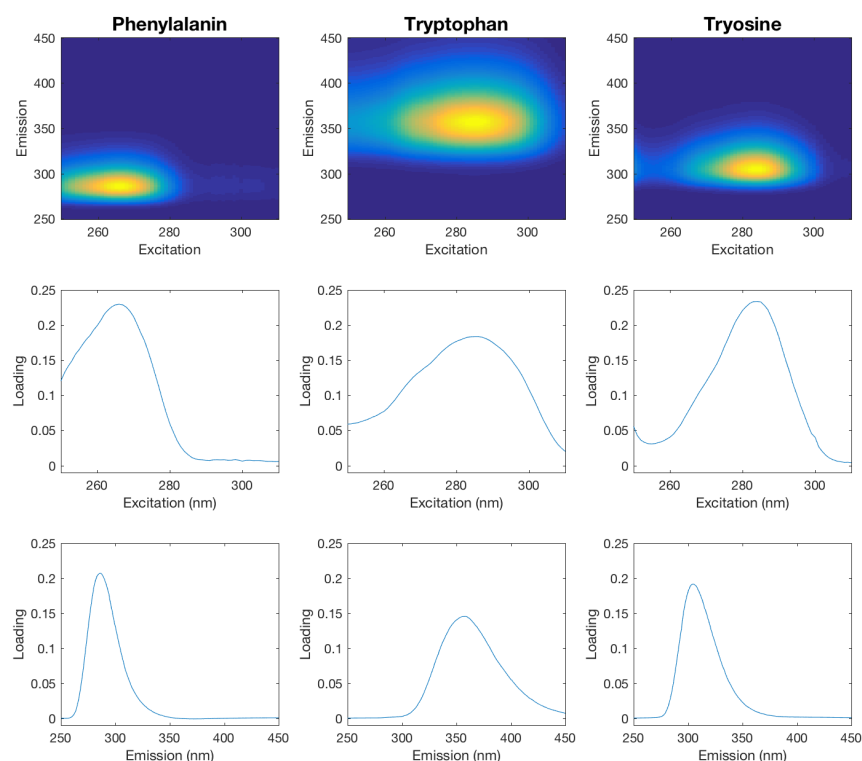 Phenylalanin Tryptophan Tryosine
450 450 450
400 400 400
350 350 350
300 300 300
250 250 250
Emission Emission Emission
260 280 300 260 280 300 260 280 300
Excitation Excitation Excitation
0.25 0.25 0.25
0.2 0.2 0.2
0.15 0.15 0.15
0.1 0.1 0.1
0.05 0.05 0.05
0 0 0
Loading Loading Loading
260 280 300 260 280 300 260 280 300
Excitation (nm) Excitation (nm) Excitation (nm)
0.25 0.25 0.25
0.2 0.2 0.2
0.15 0.15 0.15
0.1 0.1 0.1
0.05 0.05 0.05
0 0 0
Loading Loading Loading
250 300 350 400 450 250 300 350 400 450 250 300 350 400 450
Emission (nm) Emission (nm) Emission (nm)